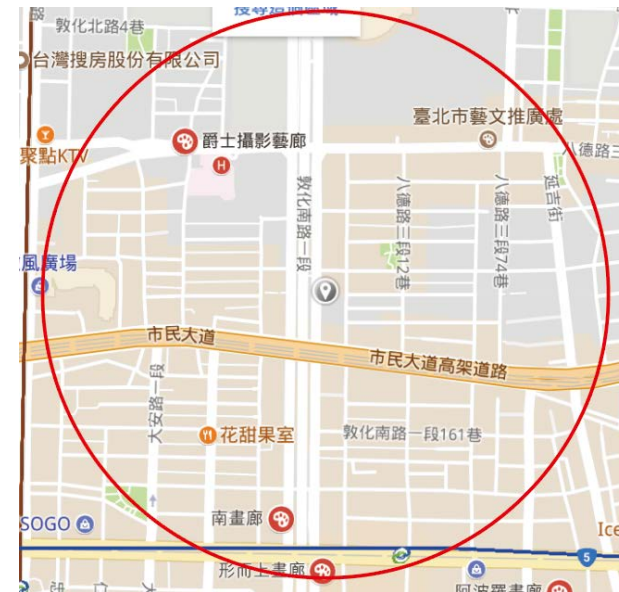 敦化北路4巷
台灣搜房股份有限公司
臺北市藝文推廣處
爵士攝影藝廊
聚點KTV
H
八德路三
敦化南路一段
八德路三段12巷
八德路三段74巷
延吉街
風廣場
市民大道
市民大道高架道路
大安路一段
花甜果室
敦化南路一段161巷
南畫廊
SOGO
Ice
5
形而上畫廊
阿波羅畫廊